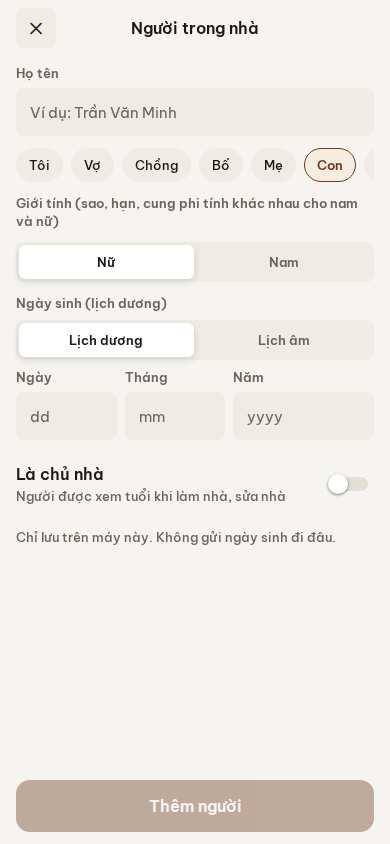 Người trong nhà
Họ tên
Ví dụ: Trần Văn Minh
Tôi
Vợ
Chồng
Bố
Mẹ
Con
Giới tính (sao, hạn, cung phi tính khác nhau cho nam
và nữ)
Nữ
Nam
Ngày sinh (lịch dương)
Lịch dương
Lịch âm
Ngày
Tháng
Năm
dd
mm
yyyy
Là chủ nhà
Người được xem tuổi khi làm nhà, sửa nhà
Chỉ lưu trên máy này. Không gửi ngày sinh đi đâu.
Thêm người